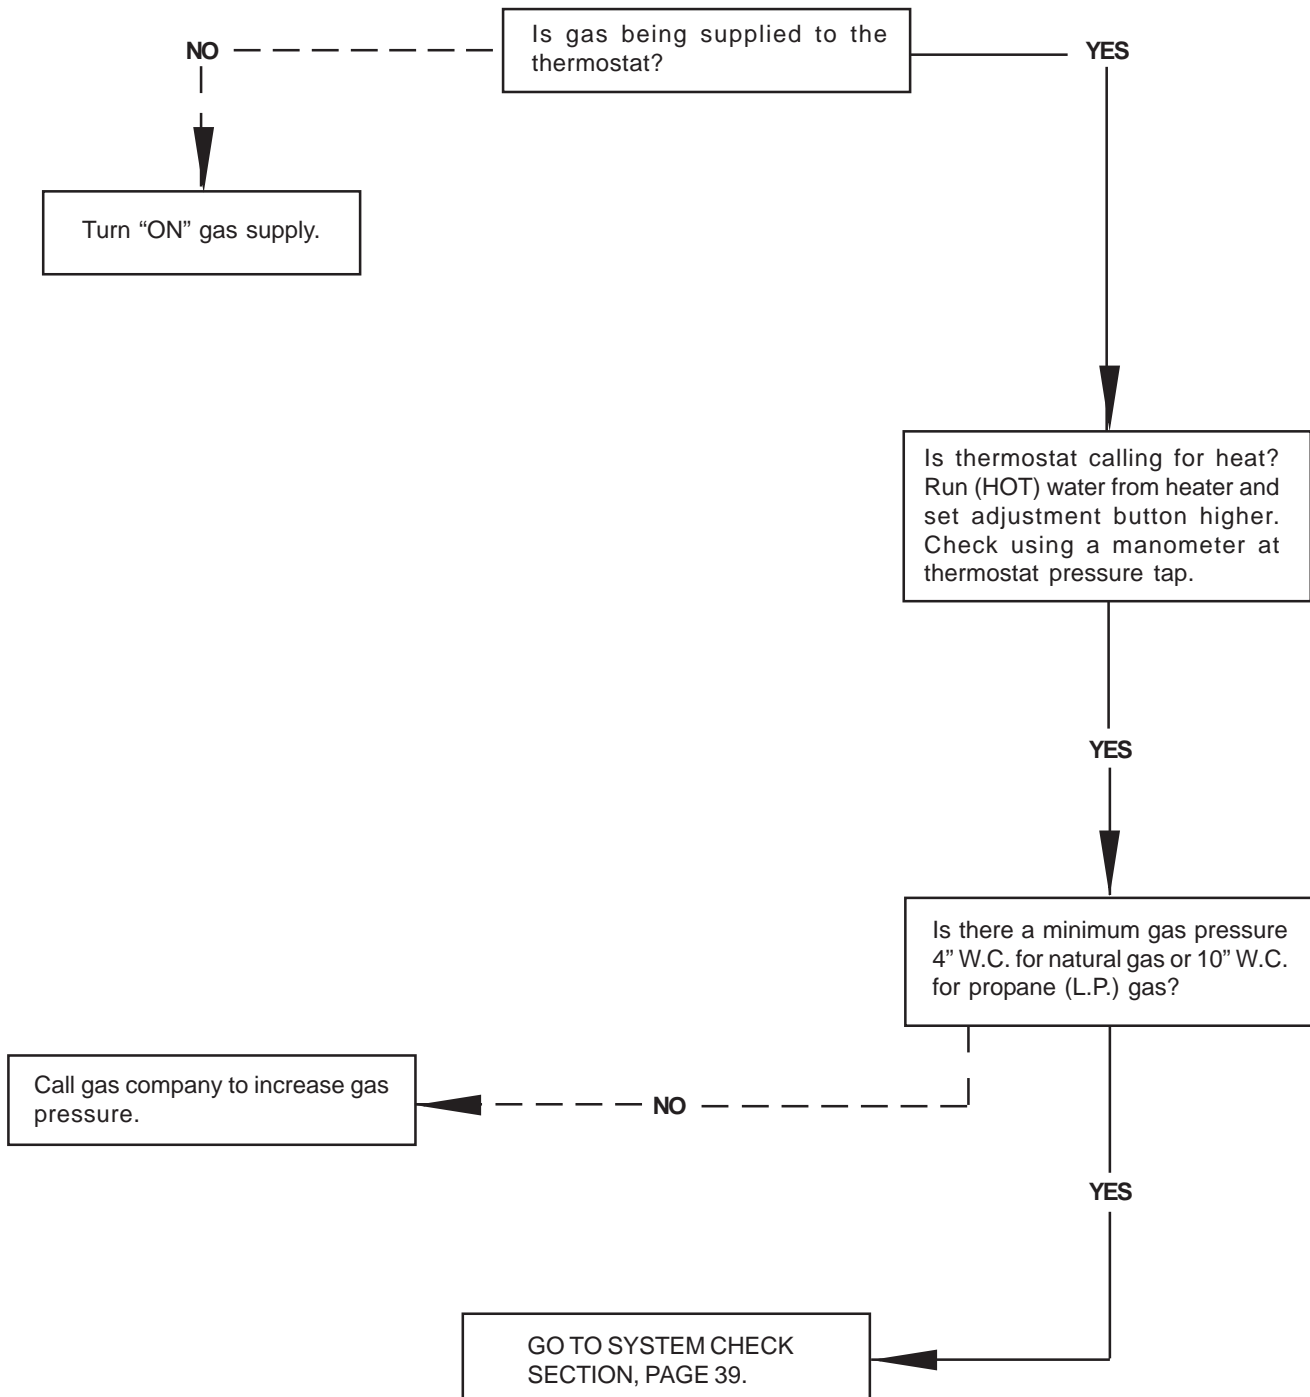 Is gas being supplied to the
thermostat?
NO
YES
Turn “ON” gas supply.
Is thermostat calling for heat?
Run (HOT) water from heater and
set adjustment button higher.
Check using a manometer at
thermostat pressure tap.
YES
Is there a minimum gas pressure
4” W.C. for natural gas or 10” W.C.
for propane (L.P.) gas?
Call gas company to increase gas
pressure.
NO
YES
GO TO SYSTEM CHECK
SECTION, PAGE 39.